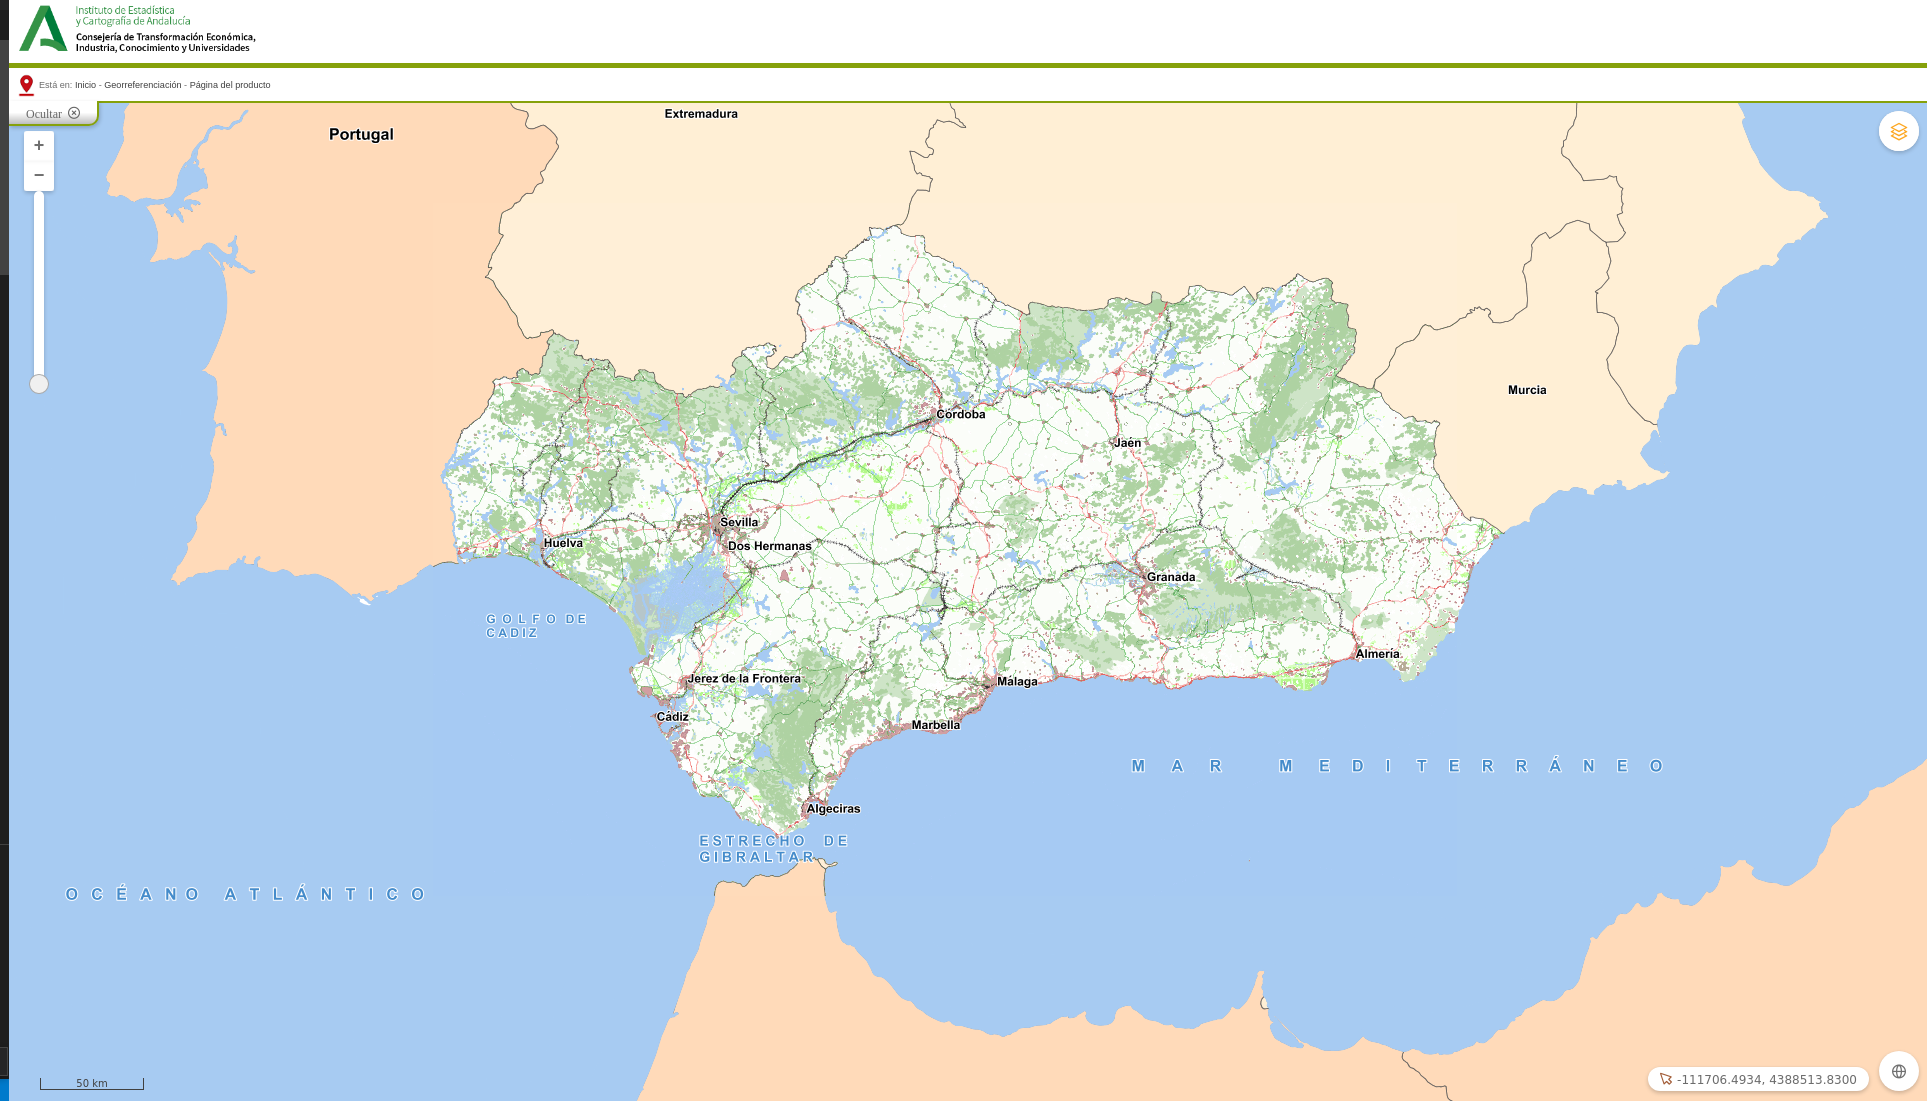 Instituto de Estadística
y Cartografía de Andalucía
Consejería de Transformación Económica,
Industria, Conocimiento y Universidades
Está en: Inicio - Georreferenciación - Página del producto
Ocultar
+
−
Extremadura
Portugal
Murcia
Córdoba
Jaén
Sevilla
Huelva
Dos Hermanas
Granada
GOLFO DE
CADIZ
Almería
Jerez de la Frontera
Malaga
Cádiz
Marbella
MAR MEDITERRÁNEO
Algeciras
ESTRECHO DE
GIBRALTAR
OCÉANO ATLÁNTICO
50 km
-111706.4934, 4388513.8300